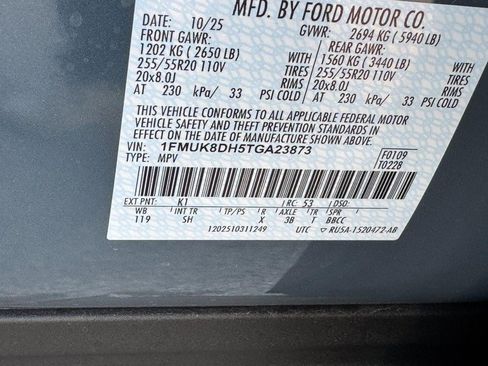 MFD. BY FORD MOTOR CO.
DATE: 10/25 GVWR: 2694 KG (5940 LB)
FRONT GAWR: REAR GAWR:
1202 KG (2650 LB) 1560 KG (3440 LB)
255/55R20 110V TIRES 255/55R20 110V WITH TIRES
20x8.0J RIMS 20x8.0J RIMS
AT 230 kPa/ 33 PSI COLD AT 230 kPa/ 33 PSI COLD
THIS VEHICLE CONFORMS TO ALL APPLICABLE FEDERAL MOTOR
VEHICLE SAFETY AND THEFT PREVENTION STANDARDS IN EFFECT
ON THE DATE OF MANUFACTURE SHOWN ABOVE.
VIN: 1FMUK8DH5TGA23873 F0109
TYPE: MPV T0228
EXT PNT: K1 RC: 53 DSO:
WB INT TR TP/PS R AXLE TR SPR
119 SH X 3B T BBCC
1202510311249 UTC RU5A-1520472-AB